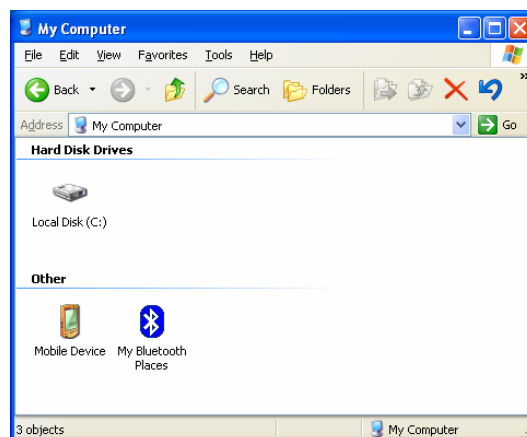 My Computer
File Edit View Favorites Tools Help
Back Search Folders »
Address My Computer Go
Hard Disk Drives
Local Disk (C:)
Other
Mobile Device My Bluetooth
Places
3 objects My Computer